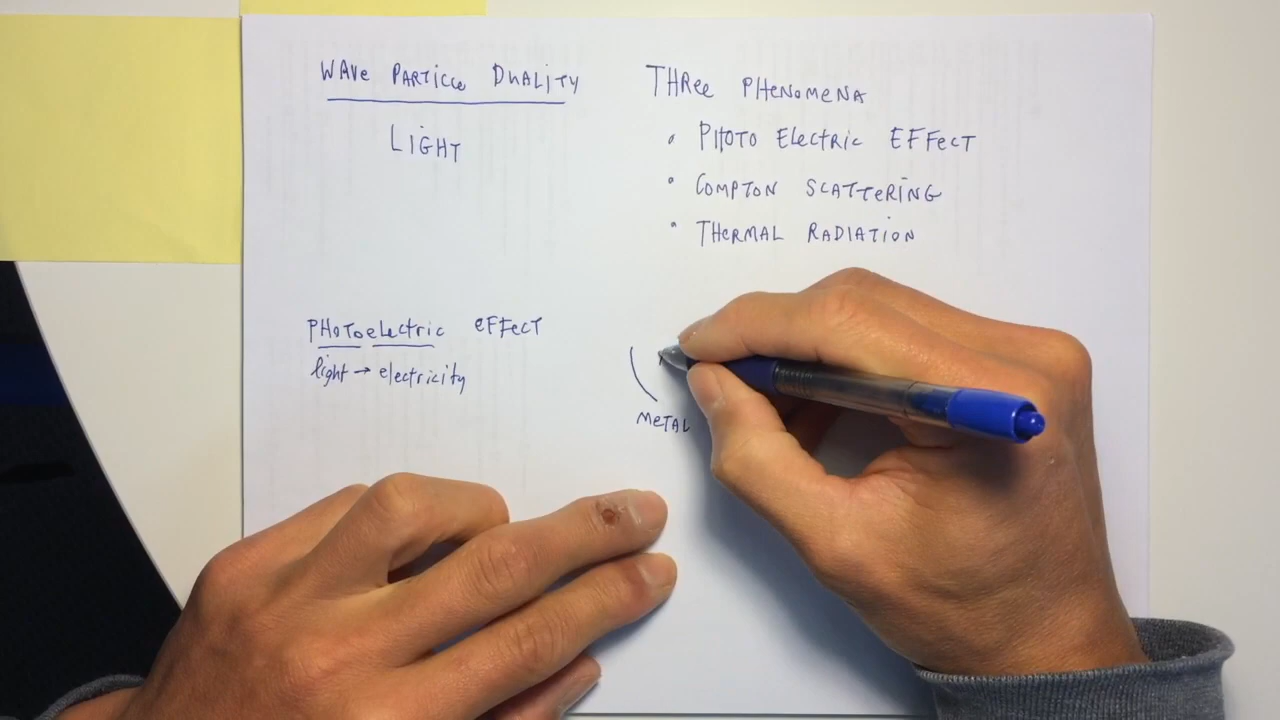 WAVE PARTICLE DUALITY
LIGHT
THREE PHENOMENA
• PHOTO ELECTRIC EFFECT
• COMPTON SCATTERING
• THERMAL RADIATION
PHOTOELECTRIC EFFECT
light → electricity
METAL